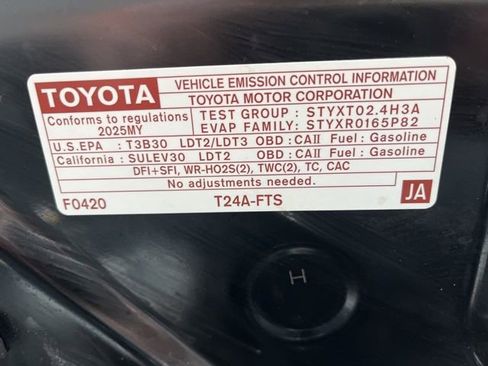 TOYOTA
VEHICLE EMISSION CONTROL INFORMATION
TOYOTA MOTOR CORPORATION
Conforms to regulations
2025MY
TEST GROUP : STYXT02.4H3A
EVAP FAMILY: STYXR0165P82
U.S.EPA : T3B30 LDT2/LDT3 OBD : CAII Fuel : Gasoline
California : SULEV30 LDT2 OBD : CAII Fuel : Gasoline
DFI+SFI, WR-HO2S(2), TWC(2), TC, CAC
No adjustments needed.
F0420 T24A-FTS JA
H